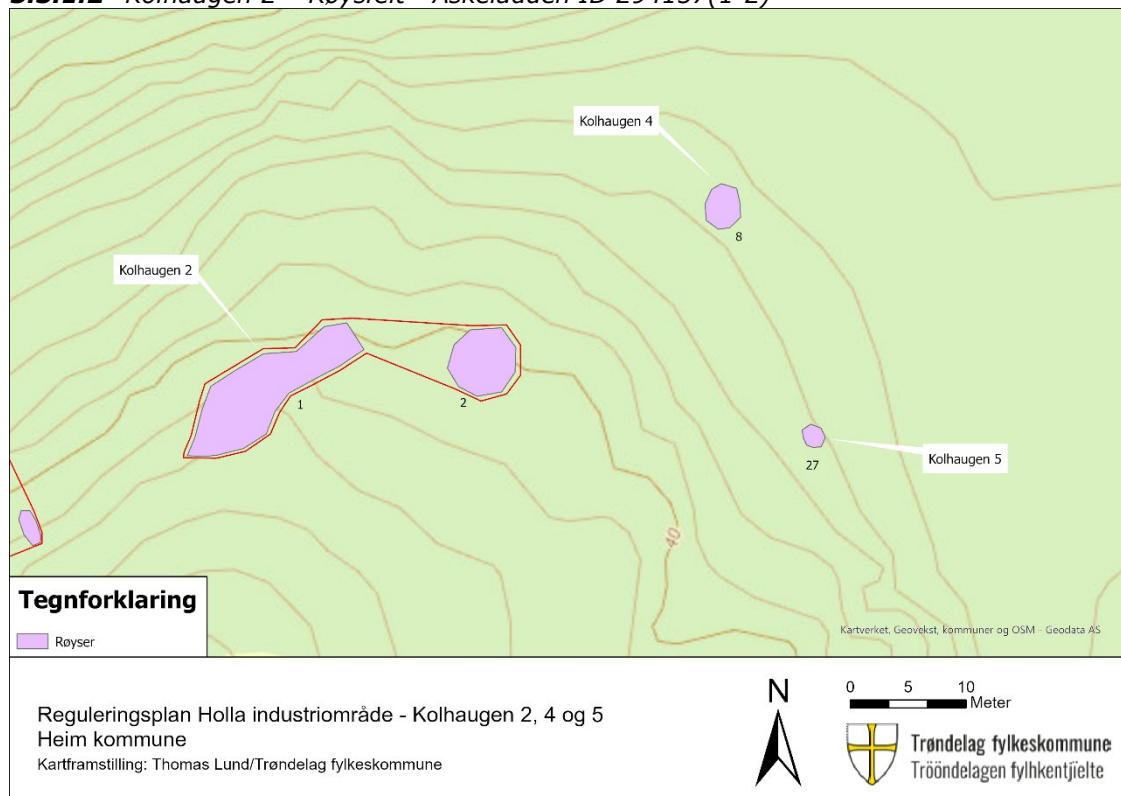 Kolhaugen 4
8
Kolhaugen 2
1
2
27
Kolhaugen 5
40
Tegnforklaring
Røyser
Kartverket, Geovekst, kommuner og OSM - Geodata AS
Reguleringsplan Holla industriområde - Kolhaugen 2, 4 og 5
Heim kommune
Kartframstilling: Thomas Lund/Trøndelag fylkeskommune
N
0 5 10
Meter
Trøndelag fylkeskommune
Trööndelagen fylhkentjïelte